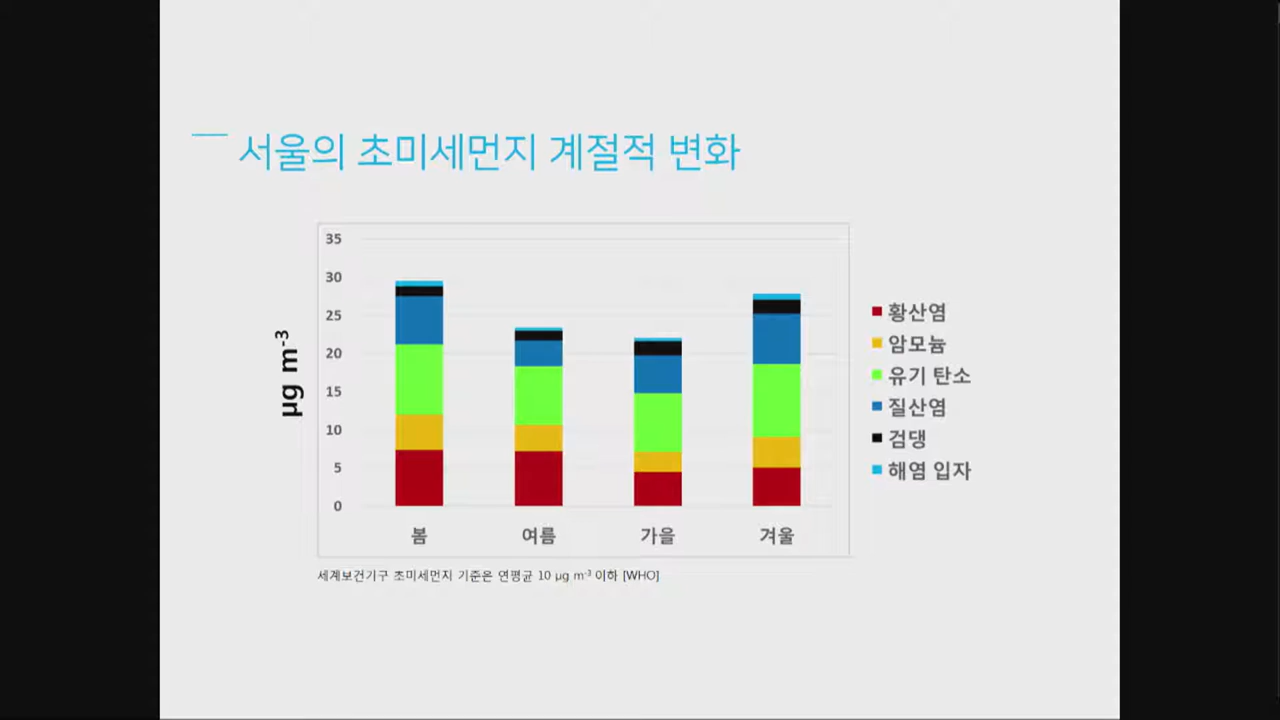 서울의 초미세먼지 계절적 변화
35
30
25
20
15
10
5
0
µg m-3
봄 여름 가을 겨울
황산염
암모늄
유기 탄소
질산염
검댕
해염 입자
세계보건기구 초미세먼지 기준은 연평균 10 µg m-3 이하 [WHO]